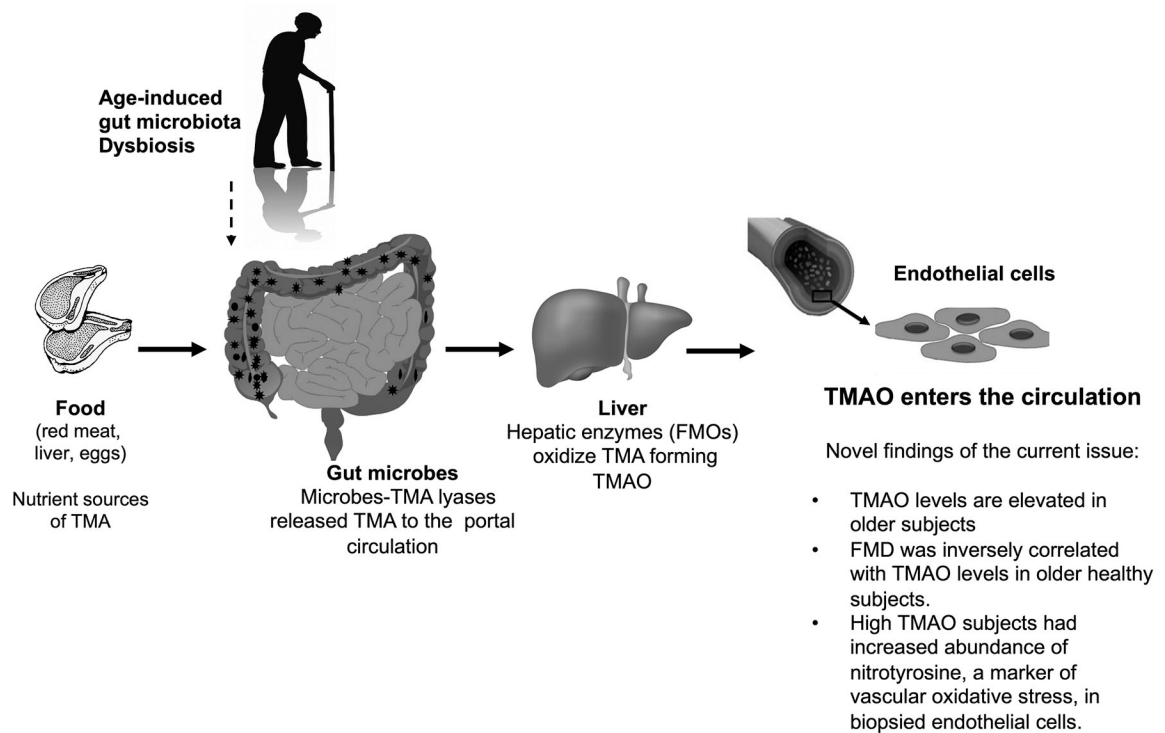 Age-induced
gut microbiota
Dysbiosis
Food
(red meat,
liver, eggs)
Nutrient sources
of TMA
Gut microbes
Microbes-TMA lyases
released TMA to the portal
circulation
Liver
Hepatic enzymes (FMOs)
oxidize TMA forming
TMAO
Endothelial cells
TMAO enters the circulation
Novel findings of the current issue:
• TMAO levels are elevated in
older subjects
• FMD was inversely correlated
with TMAO levels in older healthy
subjects.
• High TMAO subjects had
increased abundance of
nitrotyrosine, a marker of
vascular oxidative stress, in
biopsied endothelial cells.